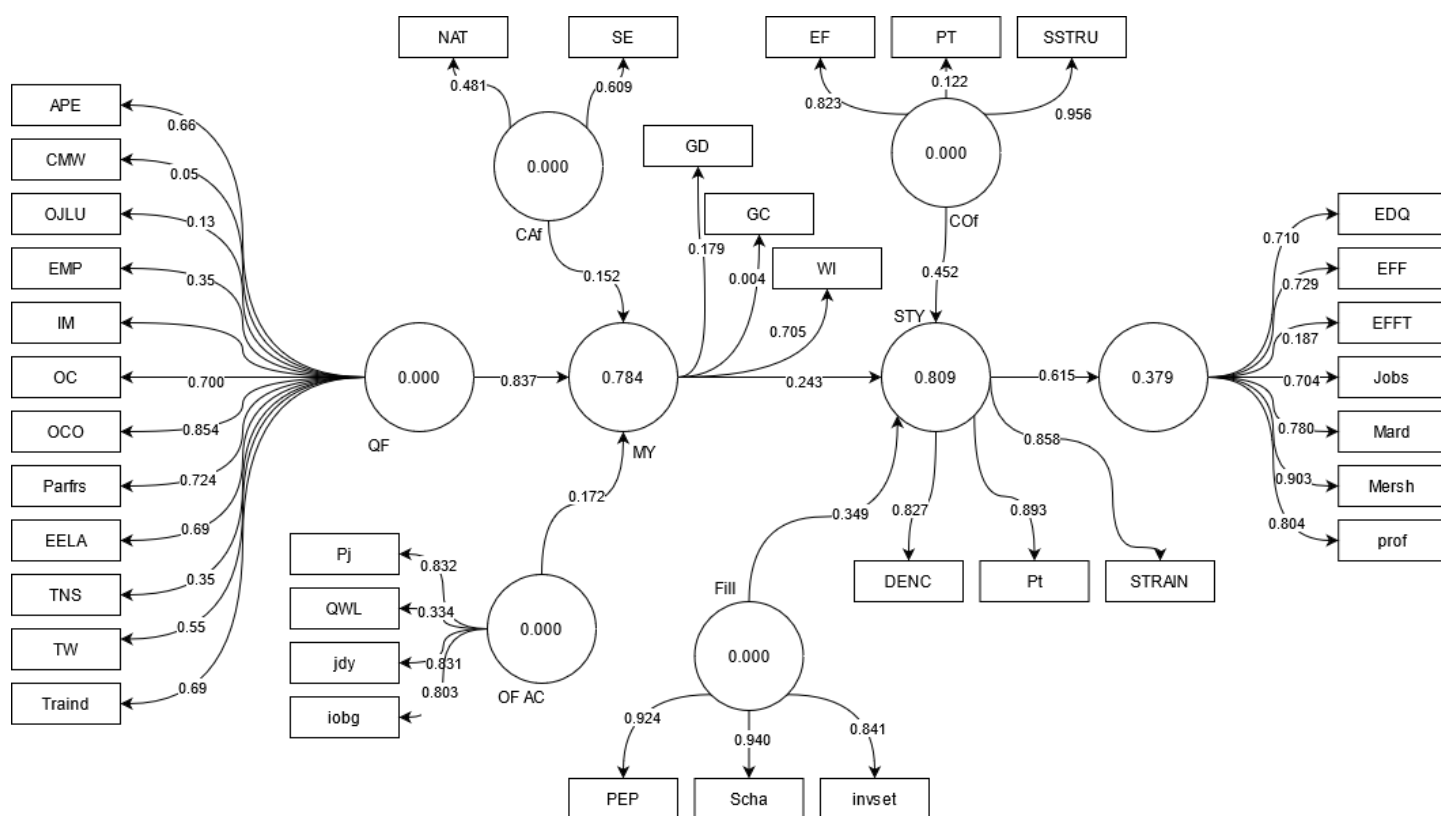 NAT
SE
EF
PT
SSTRU
0.481
0.609
0.823
0.122
0.956
APE
CMW
OJLU
EMP
IM
OC
OCO
Parfrs
EELA
TNS
TW
Traind
0.66
0.05
0.13
0.35
0.700
0.854
0.724
0.69
0.35
0.55
0.69
0.000
QF
0.837
0.000
CAf
0.152
0.784
MY
GD
GC
WI
0.179
0.004
0.705
0.243
0.172
Pj
QWL
jdy
iobg
0.832
0.334
0.831
0.803
0.000
OF AC
0.000
COf
0.452
STY
0.809
0.615
0.349
0.827
0.893
0.858
DENC
Pt
STRAIN
Fill
0.000
0.924
0.940
0.841
PEP
Scha
invset
0.379
0.710
0.729
0.187
0.704
0.780
0.903
0.804
EDQ
EFF
EFFT
Jobs
Mard
Mersh
prof